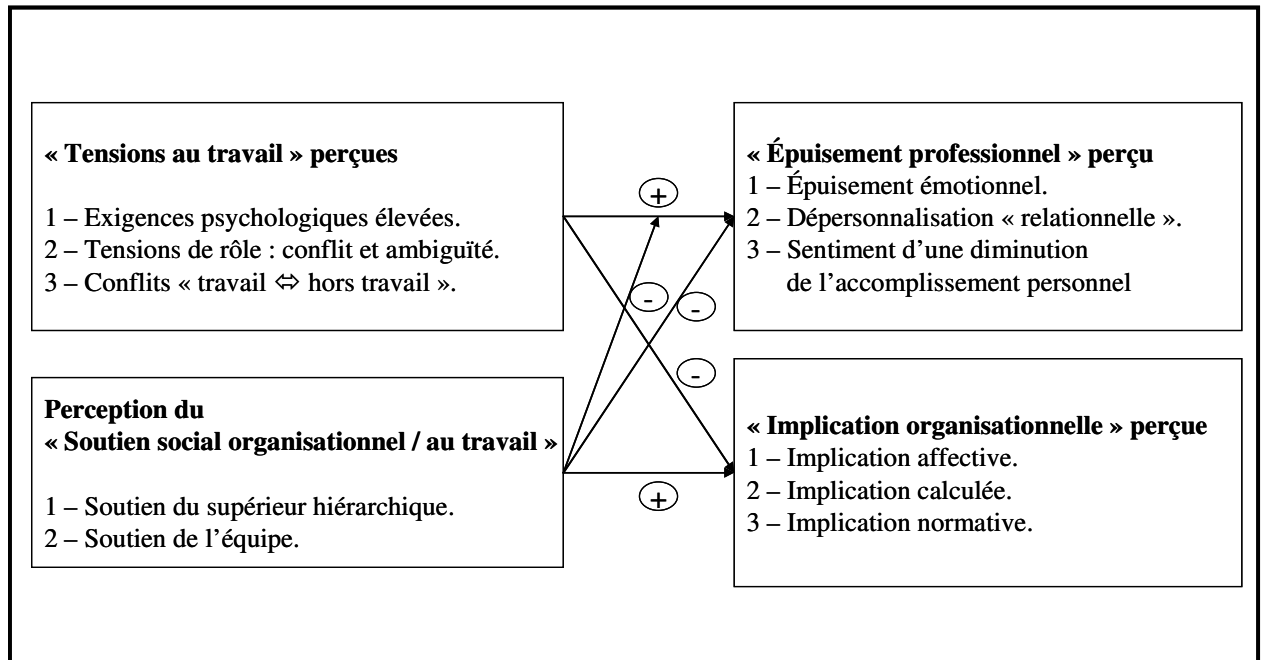 « Tensions au travail » perçues
1 – Exigences psychologiques élevées.
2 – Tensions de rôle : conflit et ambiguïté.
3 – Conflits « travail ⇔ hors travail ».
Perception du
« Soutien social organisationnel / au travail »
1 – Soutien du supérieur hiérarchique.
2 – Soutien de l’équipe.
+
-
-
-
+
« Épuisement professionnel » perçu
1 – Épuisement émotionnel.
2 – Dépersonnalisation « relationnelle ».
3 – Sentiment d’une diminution
de l’accomplissement personnel
« Implication organisationnelle » perçue
1 – Implication affective.
2 – Implication calculée.
3 – Implication normative.